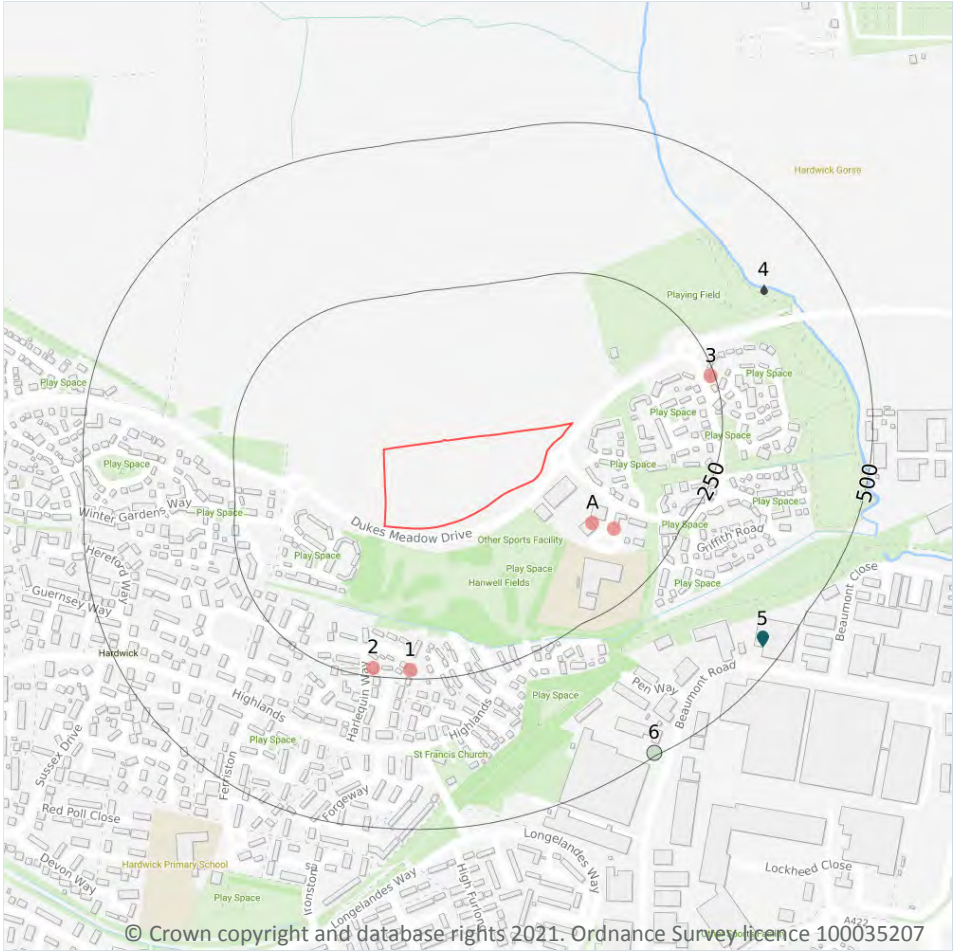 Hardwick Gorse
4
Playing Field
3
Play Space
Play Space
Play Space
Play Space
Play Space
Play Space
250
500
Winter Gardens Way
Play Space
Play Space
A
Dukes Meadow Drive
Other Sports Facility
Play Space
Griffith Road
Hereford Way
Play Space
Play Space
Hanwell Fields
Play Space
Guernsey Way
Beaumont Close
5
Hardwick
2
1
Harlequin Way
Pen Way
Beaumont Road
Play Space
Highlands
Highlands
6
Sussex Drive
Play Space
St Francis Church
Ferriston
Forgeway
Red Poll Close
Longelandes Way
Hardwick Primary School
Lockheed Close
Devon Way
Ironston
High Furlon
Play Space
Longelandes Way
A422
© Crown copyright and database rights 2021. Ordnance Survey licence 100035207